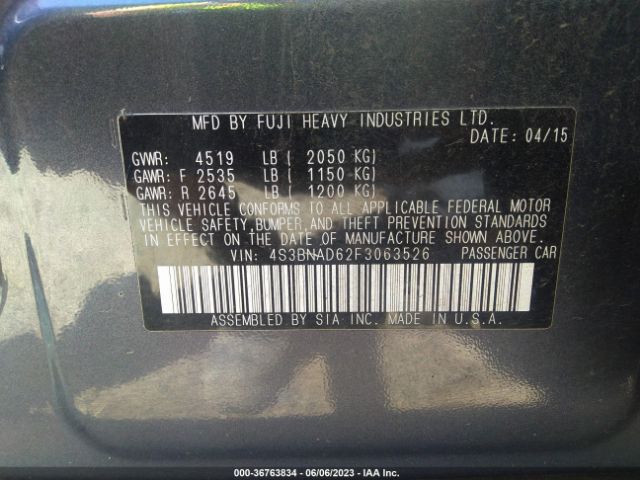 MFD BY FUJI HEAVY INDUSTRIES LTD.
DATE: 04/15
GVWR: 4519 LB ( 2050 KG)
GAWR: F 2535 LB ( 1150 KG)
GAWR: R 2645 LB ( 1200 KG)
THIS VEHICLE CONFORMS TO ALL APPLICABLE FEDERAL MOTOR
VEHICLE SAFETY,BUMPER,AND THEFT PREVENTION STANDARDS
IN EFFECT ON THE DATE OF MANUFACTURE SHOWN ABOVE.
VIN: 4S3BNAD62F3063526 PASSENGER CAR
ASSEMBLED BY SIA INC. MADE IN U.S.A.
000-36763834 - 06/06/2023 - IAA Inc.